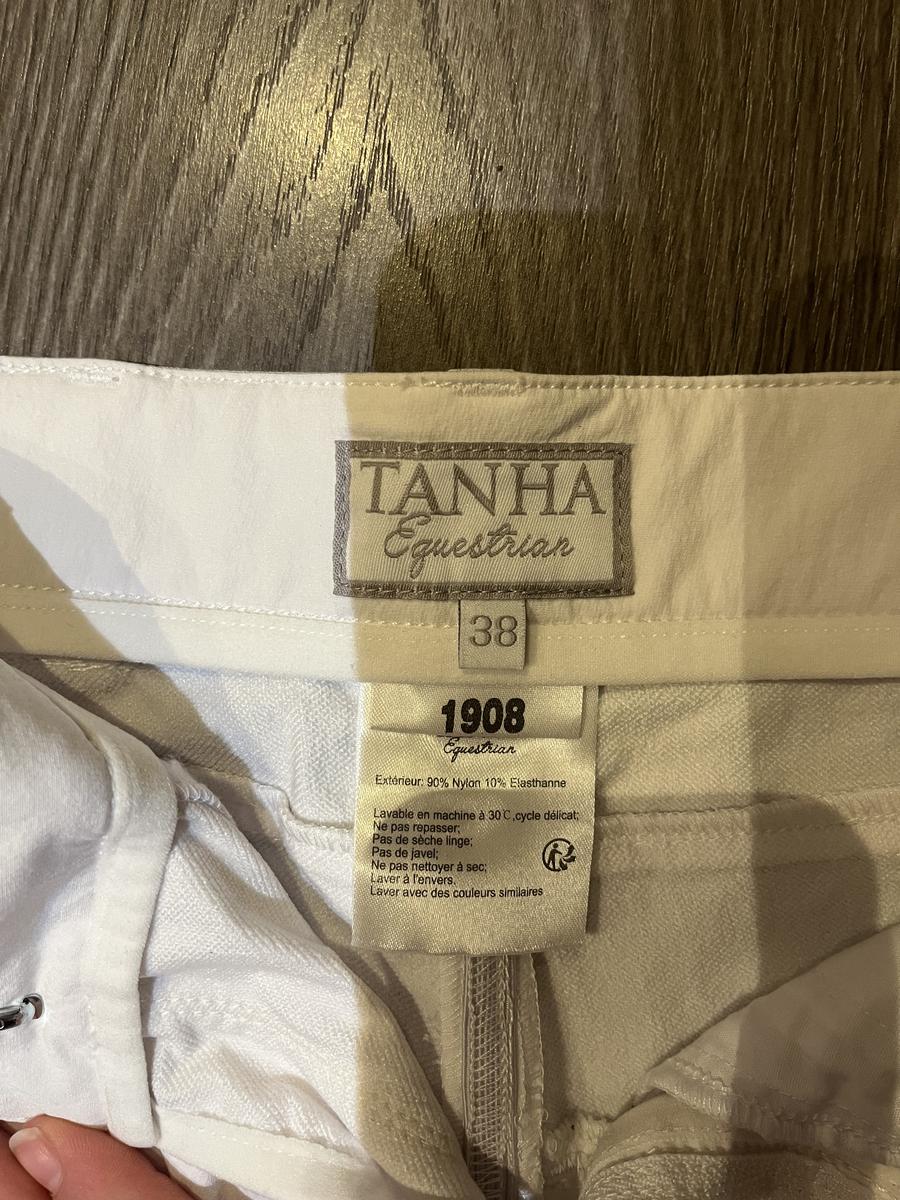 TANHA
Equestrian
38
1908
Equestrian
Extérieur: 90% Nylon 10% Elasthanne
Lavable en machine à 30℃,cycle délicat;
Ne pas repasser;
Pas de sèche linge;
Pas de javel;
Ne pas nettoyer à sec;
Laver à l'envers.
Laver avec des couleurs similaires